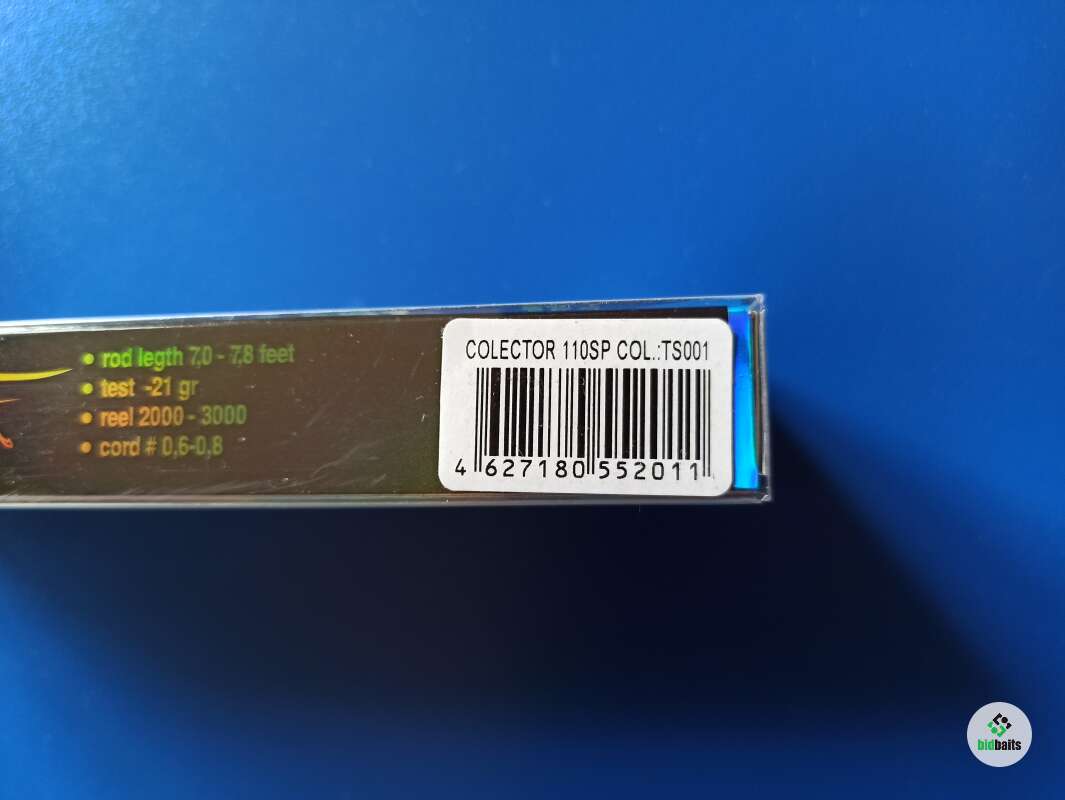 • rod legth 7,0 - 7,8 feet
• test -21 gr
• reel 2000 - 3000
• cord # 0,6-0,8
COLECTOR 110SP COL.:TS001
4 627180 552011
bidbaits